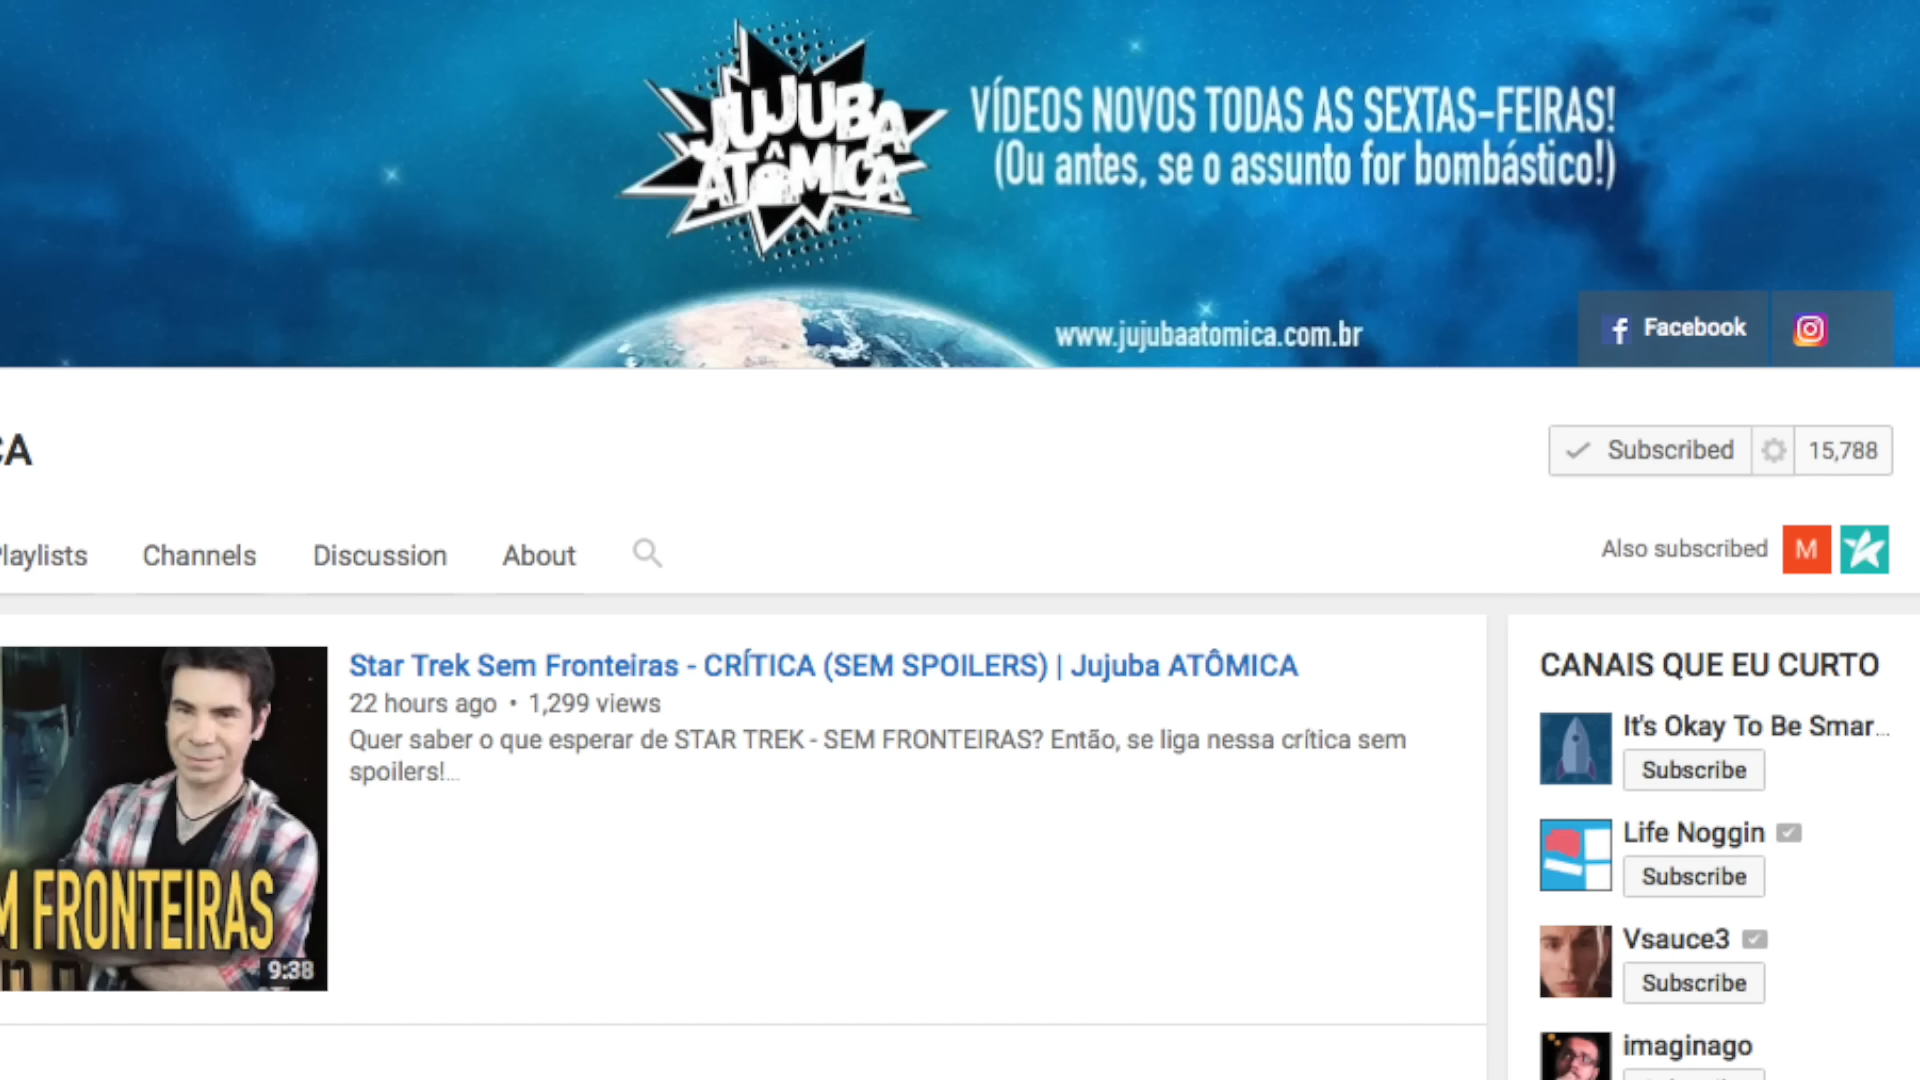 JUJUBA
ATÔMICA
VÍDEOS NOVOS TODAS AS SEXTAS-FEIRAS!
(Ou antes, se o assunto for bombástico!)
www.jujubaatomica.com.br
Facebook
CA
Subscribed
15,788
Playlists
Channels
Discussion
About
Also subscribed
M
M FRONTEIRAS
9:38
Star Trek Sem Fronteiras - CRÍTICA (SEM SPOILERS) | Jujuba ATÔMICA
22 hours ago • 1,299 views
Quer saber o que esperar de STAR TREK - SEM FRONTEIRAS? Então, se liga nessa crítica sem
spoilers!...
CANAIS QUE EU CURTO
It's Okay To Be Smar...
Subscribe
Life Noggin
Subscribe
Vsauce3
Subscribe
imaginago